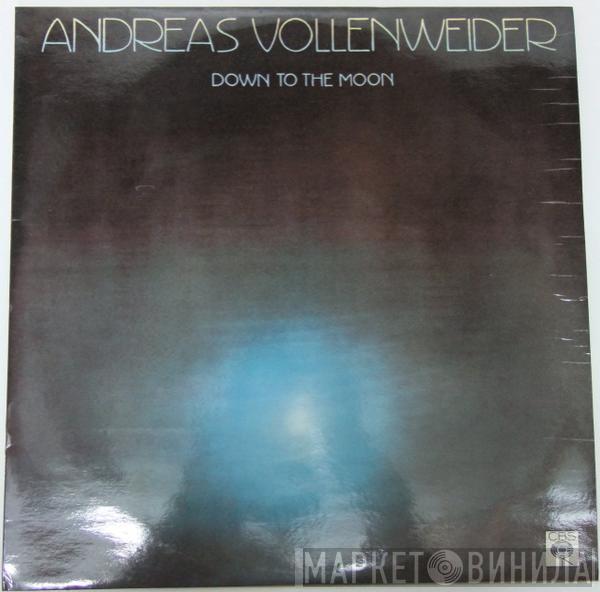 ANDREAS VOLLENWEIDER
DOWN TO THE MOON
CBS
МАРКЕТ ВИНИЛА